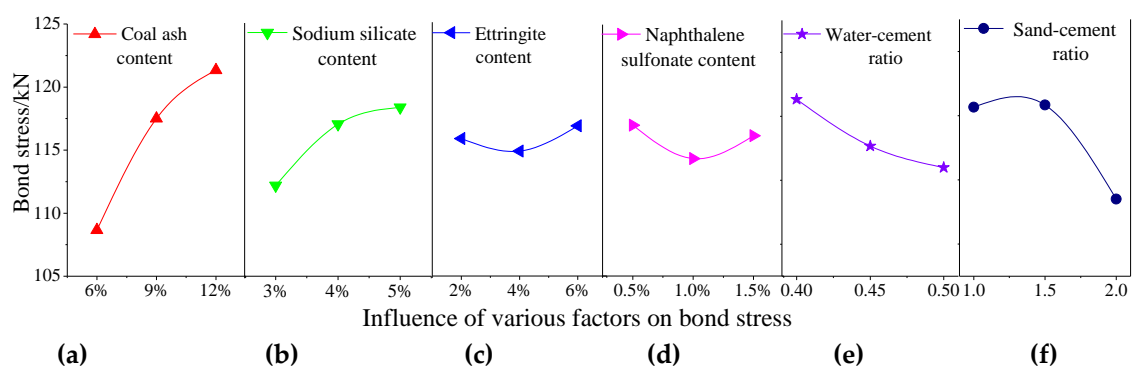 125
120
115
110
105
Bond stress/kN
Coal ash
content
Sodium silicate
content
Ettringite
content
Naphthalene
sulfonate content
Water-cement
ratio
Sand-cement
ratio
6% 9% 12%
3% 4% 5%
2% 4% 6%
0.5% 1.0% 1.5%
0.40 0.45 0.50
1.0 1.5 2.0
Influence of various factors on bond stress
(a) (b) (c) (d) (e) (f)